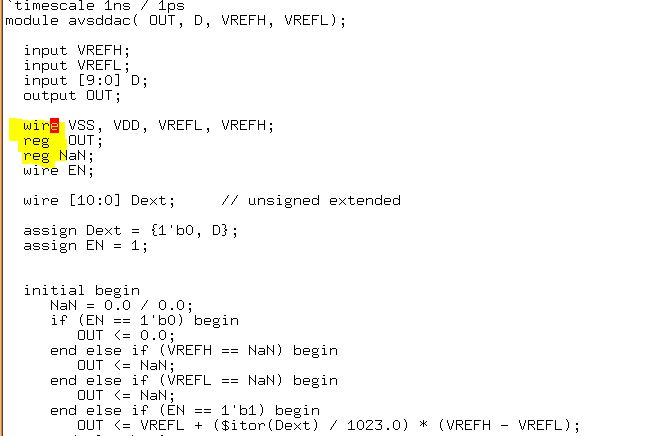 `timescale 1ns / 1ps
module avsddac( OUT, D, VREFH, VREFL);
input VREFH;
input VREFL;
input [9:0] D;
output OUT;
wire VSS, VDD, VREFL, VREFH;
reg OUT;
reg NaN;
wire EN;
wire [10:0] Dext; // unsigned extended
assign Dext = {1'b0, D};
assign EN = 1;
initial begin
NaN = 0.0 / 0.0;
if (EN == 1'b0) begin
OUT <= 0.0;
end else if (VREFH == NaN) begin
OUT <= NaN;
end else if (VREFL == NaN) begin
OUT <= NaN;
end else if (EN == 1'b1) begin
OUT <= VREFL + ($itor(Dext) / 1023.0) * (VREFH - VREFL);